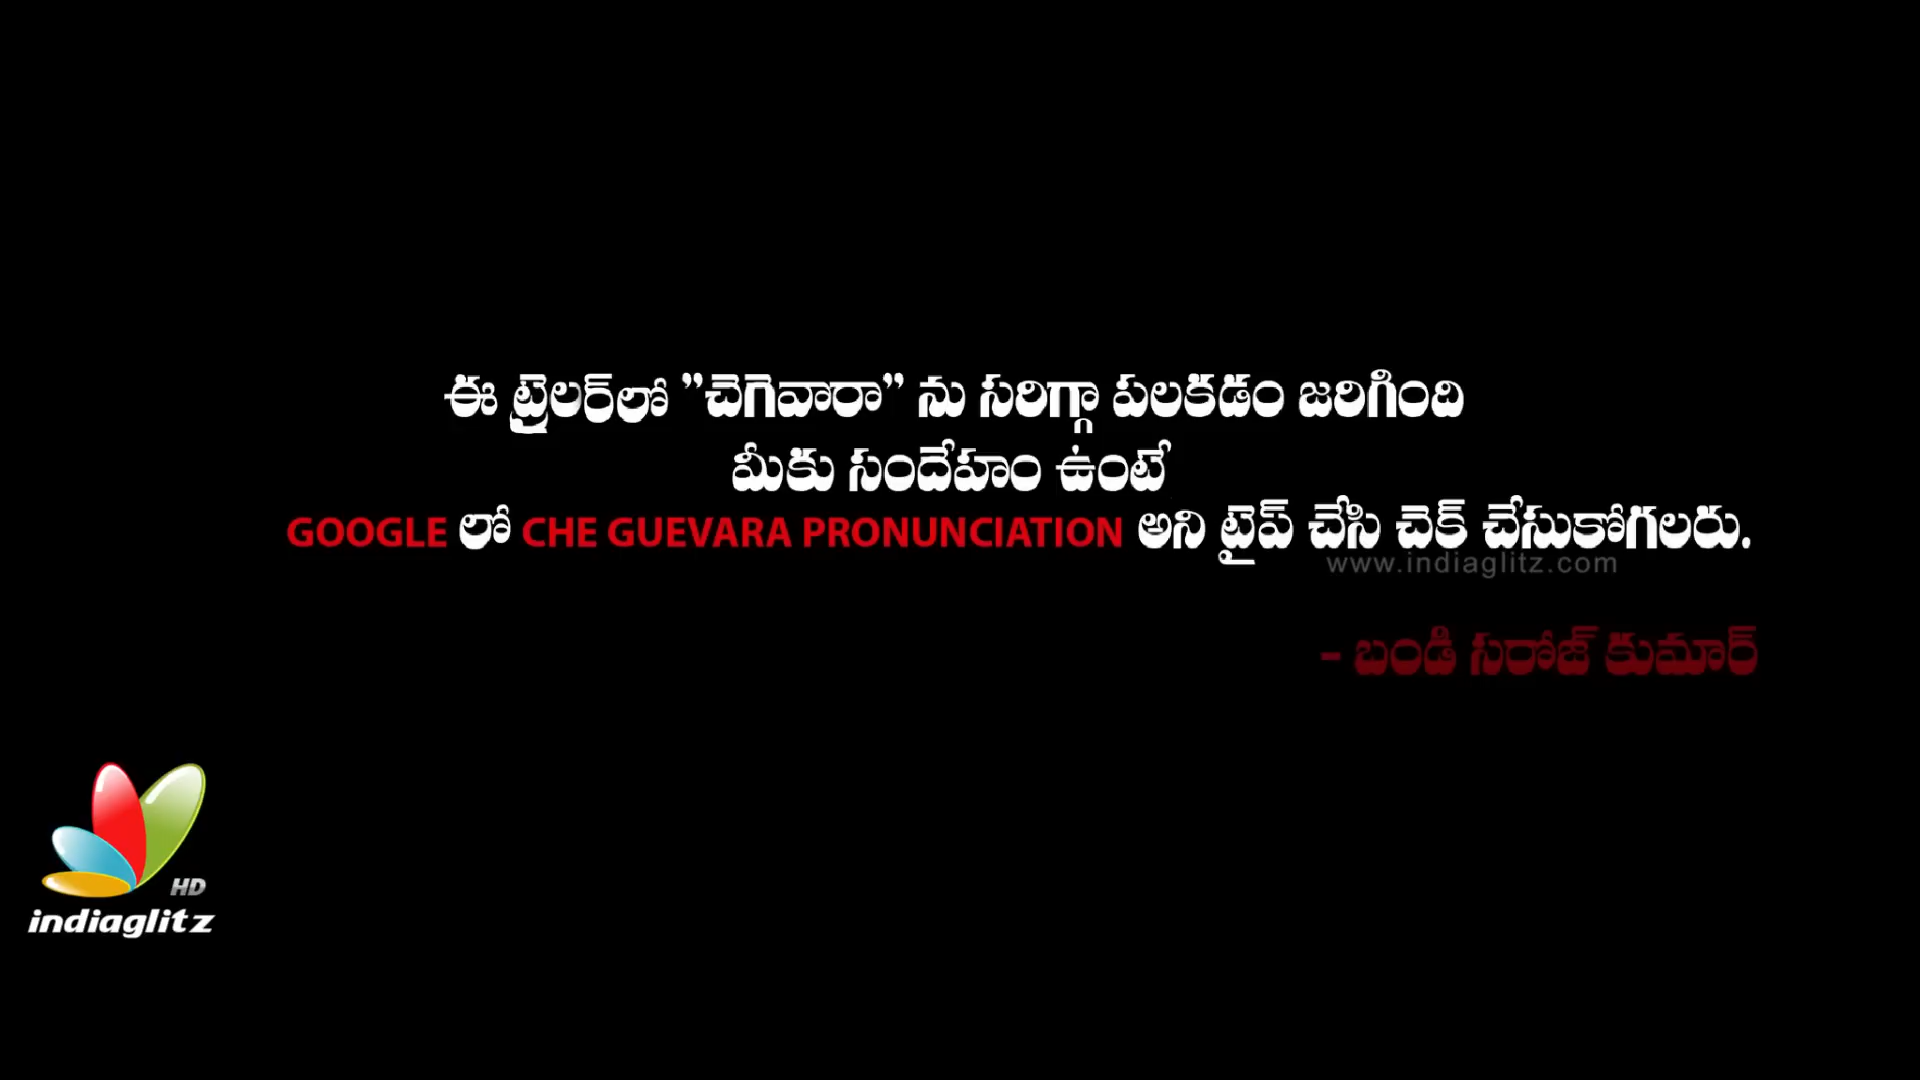 ఈ ట్రైలర్‌లో "చెగెవారా" ను సరిగ్గా పలకడం జరిగింది
మీకు సందేహం ఉంటే
GOOGLE లో CHE GUEVARA PRONUNCIATION అని టైప్ చేసి చెక్ చేసుకోగలరు.
www.indiaglitz.com
- బండి సరోజ్ కుమార్
HD
indiaglitz